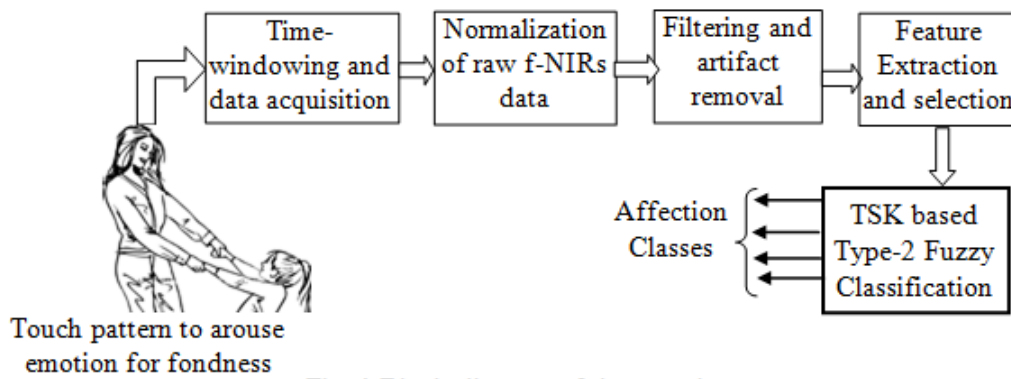 Time-
windowing and
data acquisition
Normalization
of raw f-NIRs
data
Filtering and
artifact
removal
Feature
Extraction
and selection
TSK based
Type-2 Fuzzy
Classification
Affection
Classes
Touch pattern to arouse
emotion for fondness